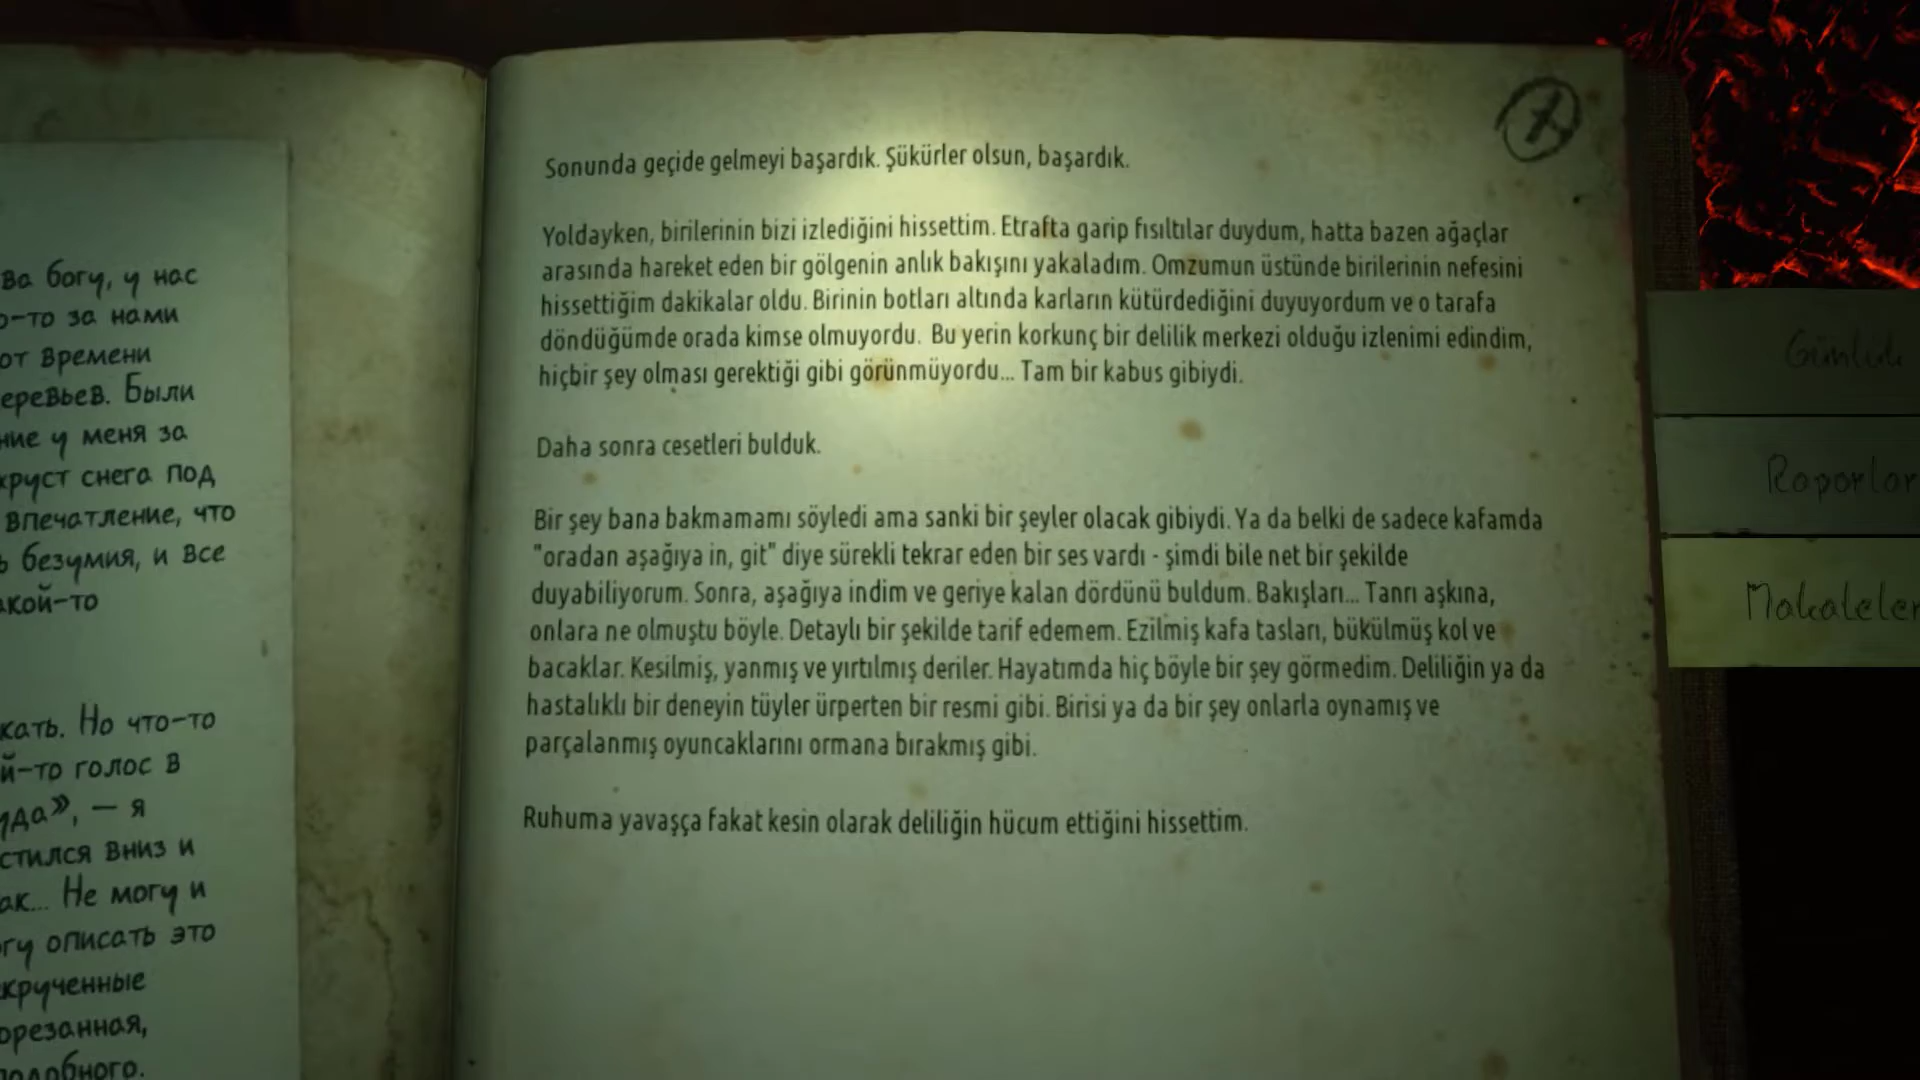 ва богу, у нас
о-то за нами
от времени
еревьев. Были
ние у меня за
хруст снега под
впечатление, что
ь безумия, и все
акой-то
кать. Но что-то
й-то голос в
уда», — я
стился вниз и
ак... Не могу и
огу описать это
крученные
орезанная,
подобного.
7
Sonunda geçide gelmeyi başardık. Şükürler olsun, başardık.
Yoldayken, birilerinin bizi izlediğini hissettim. Etrafta garip fısıltılar duydum, hatta bazen ağaçlar
arasında hareket eden bir gölgenin anlık bakışını yakaladım. Omzumun üstünde birilerinin nefesini
hissettiğim dakikalar oldu. Birinin botları altında karların kütürdediğini duyuyordum ve o tarafa
döndüğümde orada kimse olmuyordu. Bu yerin korkunç bir delilik merkezi olduğu izlenimi edindim,
hiçbir şey olması gerektiği gibi görünmüyordu... Tam bir kabus gibiydi.
Daha sonra cesetleri bulduk.
Bir şey bana bakmamamı söyledi ama sanki bir şeyler olacak gibiydi. Ya da belki de sadece kafamda
"oradan aşağıya in, git" diye sürekli tekrar eden bir ses vardı - şimdi bile net bir şekilde
duyabiliyorum. Sonra, aşağıya indim ve geriye kalan dördünü buldum. Bakışları... Tanrı aşkına,
onlara ne olmuştu böyle. Detaylı bir şekilde tarif edemem. Ezilmiş kafa tasları, bükülmüş kol ve
bacaklar. Kesilmiş, yanmış ve yırtılmış deriler. Hayatımda hiç böyle bir şey görmedim. Deliliğin ya da
hastalıklı bir deneyin tüyler ürperten bir resmi gibi. Birisi ya da bir şey onlarla oynamış ve
parçalanmış oyuncaklarını ormana bırakmış gibi.
Ruhuma yavaşça fakat kesin olarak deliliğin hücum ettiğini hissettim.
Günlük
Raporlar
Makaleler